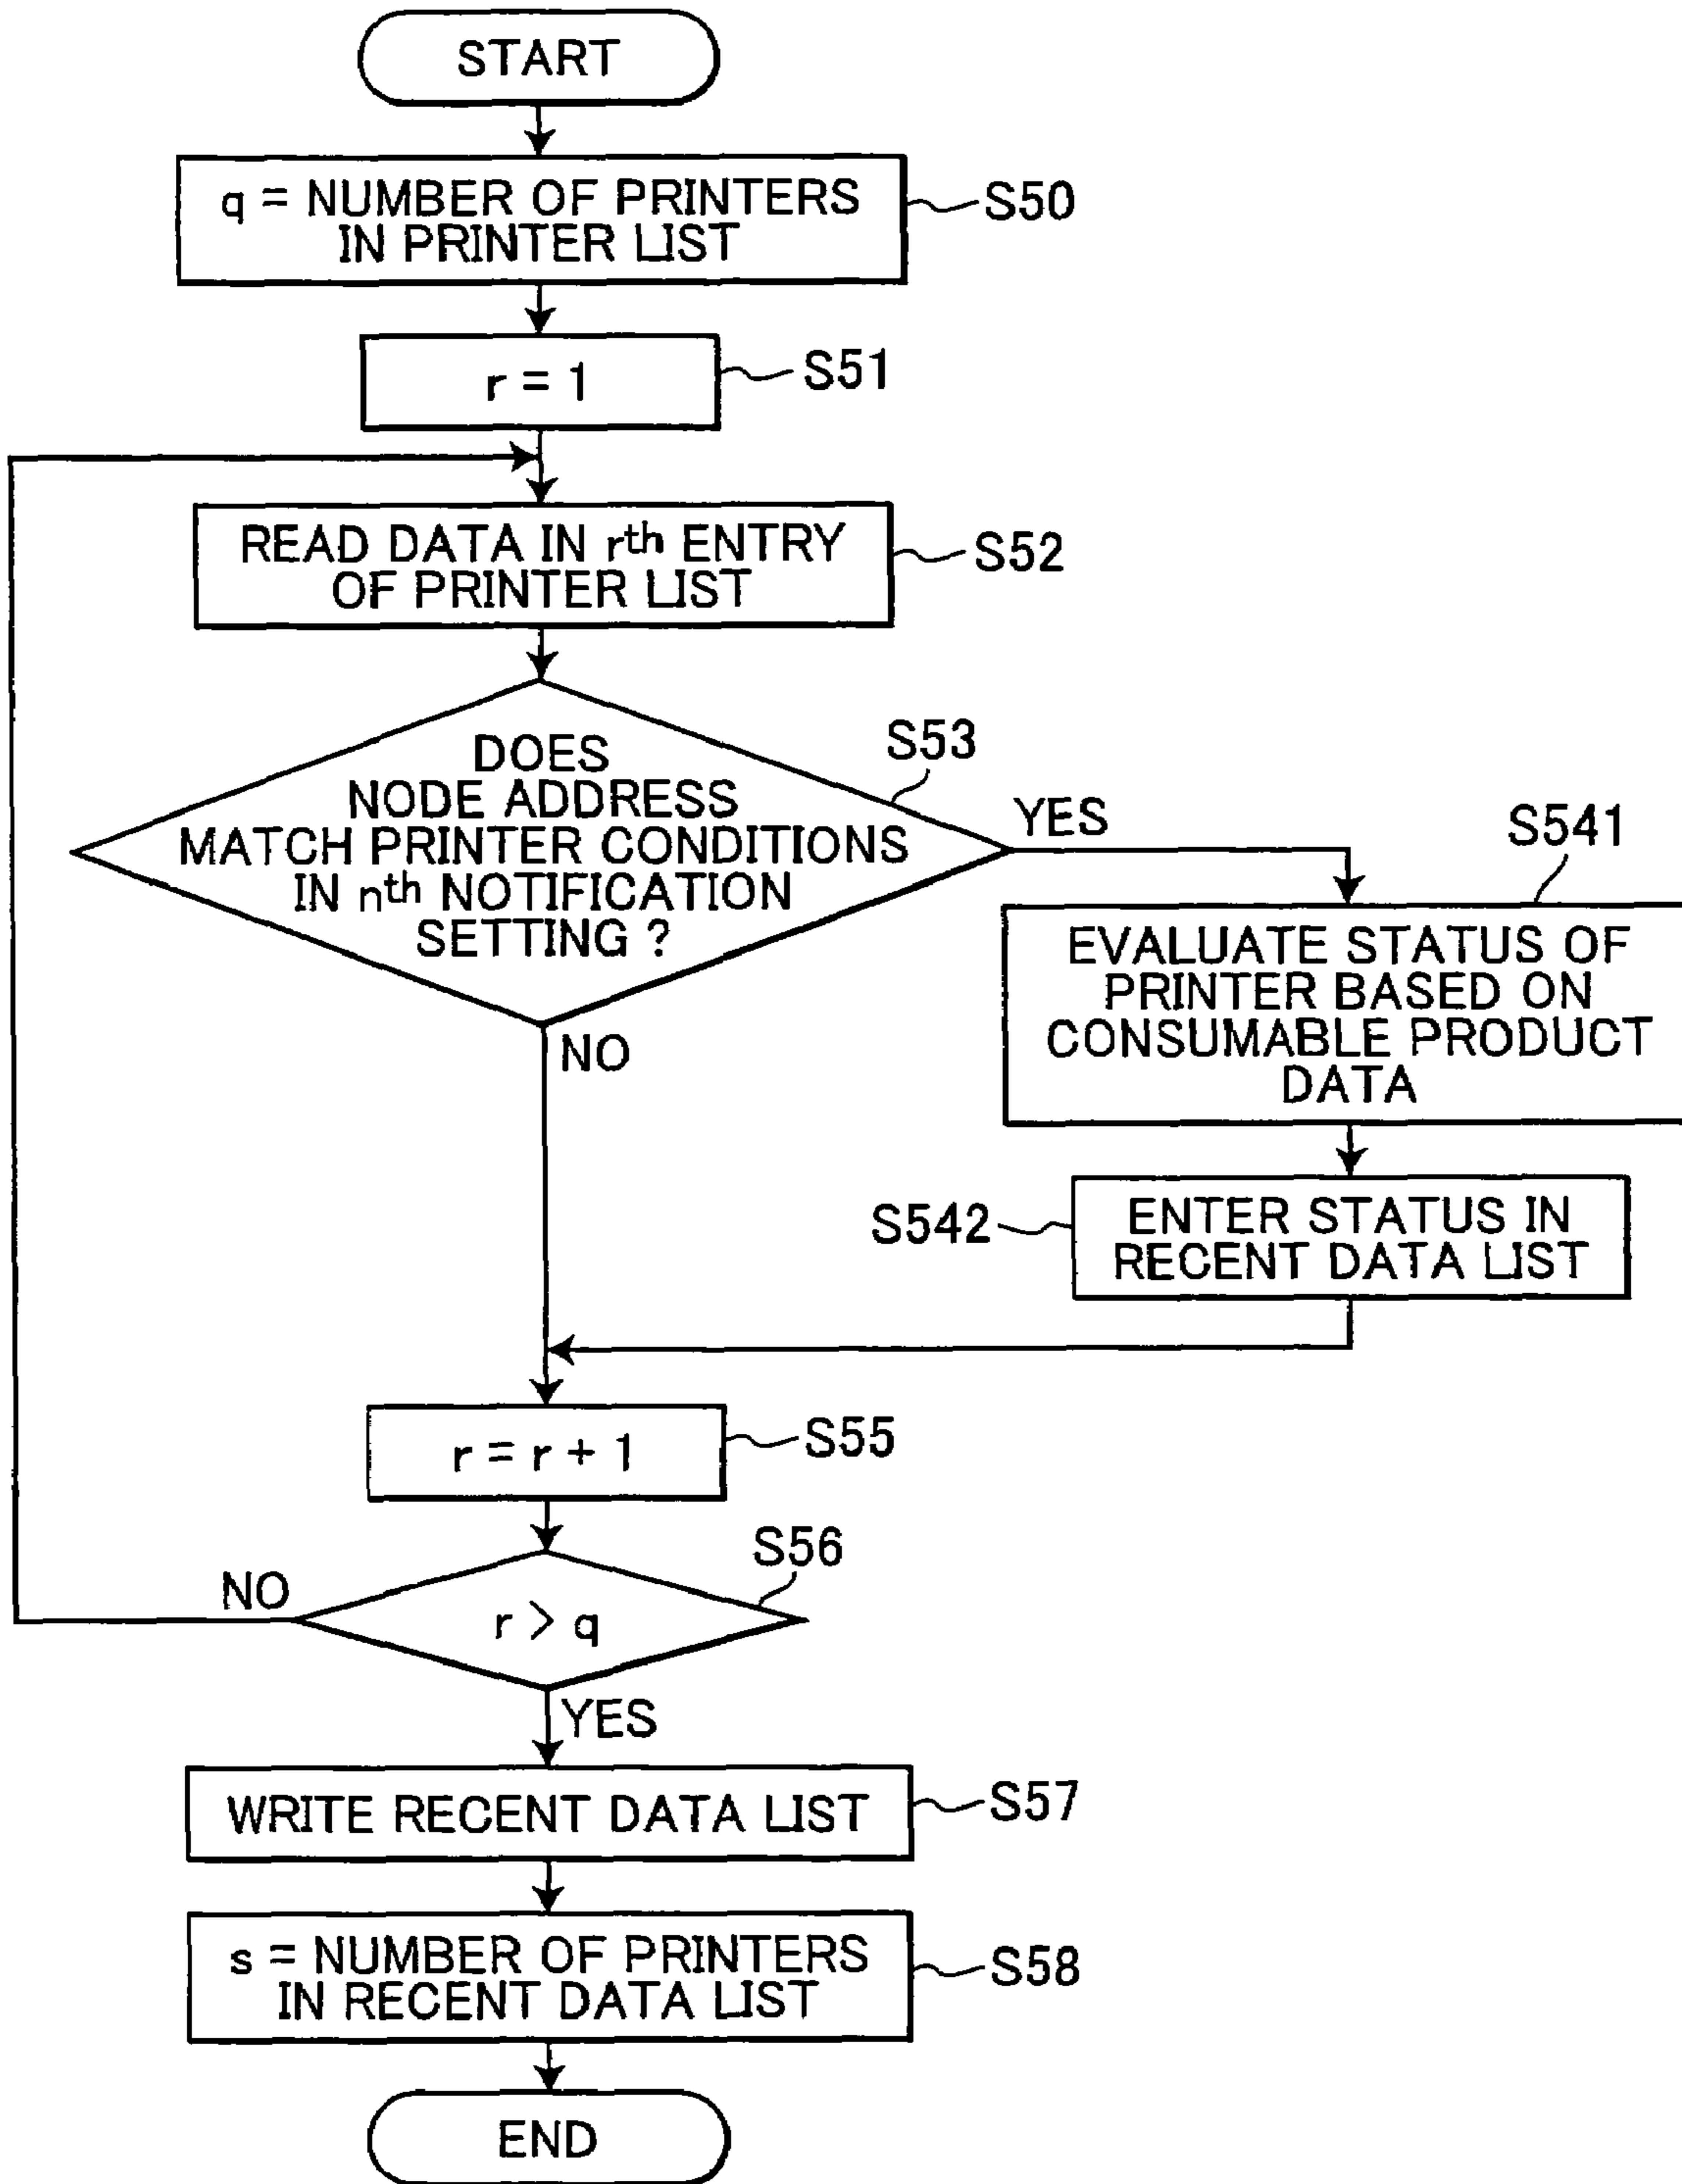 START
q = NUMBER OF PRINTERS
IN PRINTER LIST
S50
r = 1
S51
READ DATA IN rth ENTRY
OF PRINTER LIST
S52
DOES
NODE ADDRESS
MATCH PRINTER CONDITIONS
IN nth NOTIFICATION
SETTING ?
S53
YES
NO
S541
EVALUATE STATUS OF
PRINTER BASED ON
CONSUMABLE PRODUCT
DATA
S542
ENTER STATUS IN
RECENT DATA LIST
r = r + 1
S55
S56
NO
r > q
YES
WRITE RECENT DATA LIST
S57
s = NUMBER OF PRINTERS
IN RECENT DATA LIST
S58
END